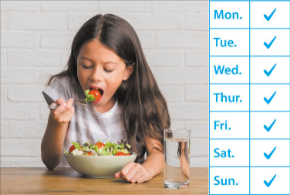 Mon. ✓
Tue. ✓
Wed. ✓
Thur. ✓
Fri. ✓
Sat. ✓
Sun. ✓